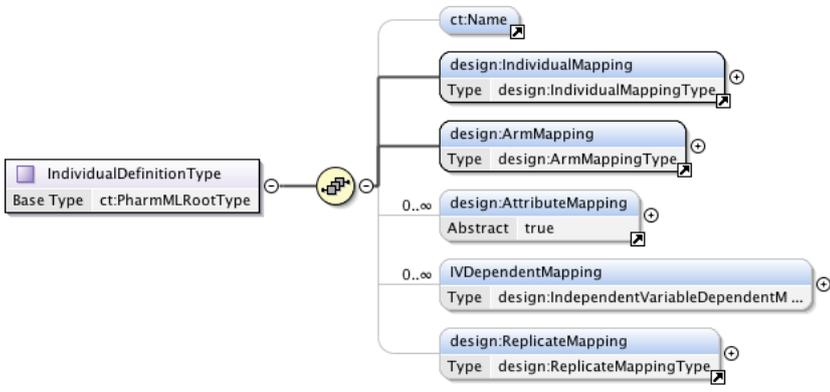 ct:Name
design:IndividualMapping
Type design:IndividualMappingType
design:ArmMapping
Type design:ArmMappingType
IndividualDefinitionType
Base Type ct:PharmMLRootType
0..∞
design:AttributeMapping
Abstract true
0..∞
IVDependentMapping
Type design:IndependentVariableDependentM ...
design:ReplicateMapping
Type design:ReplicateMappingType